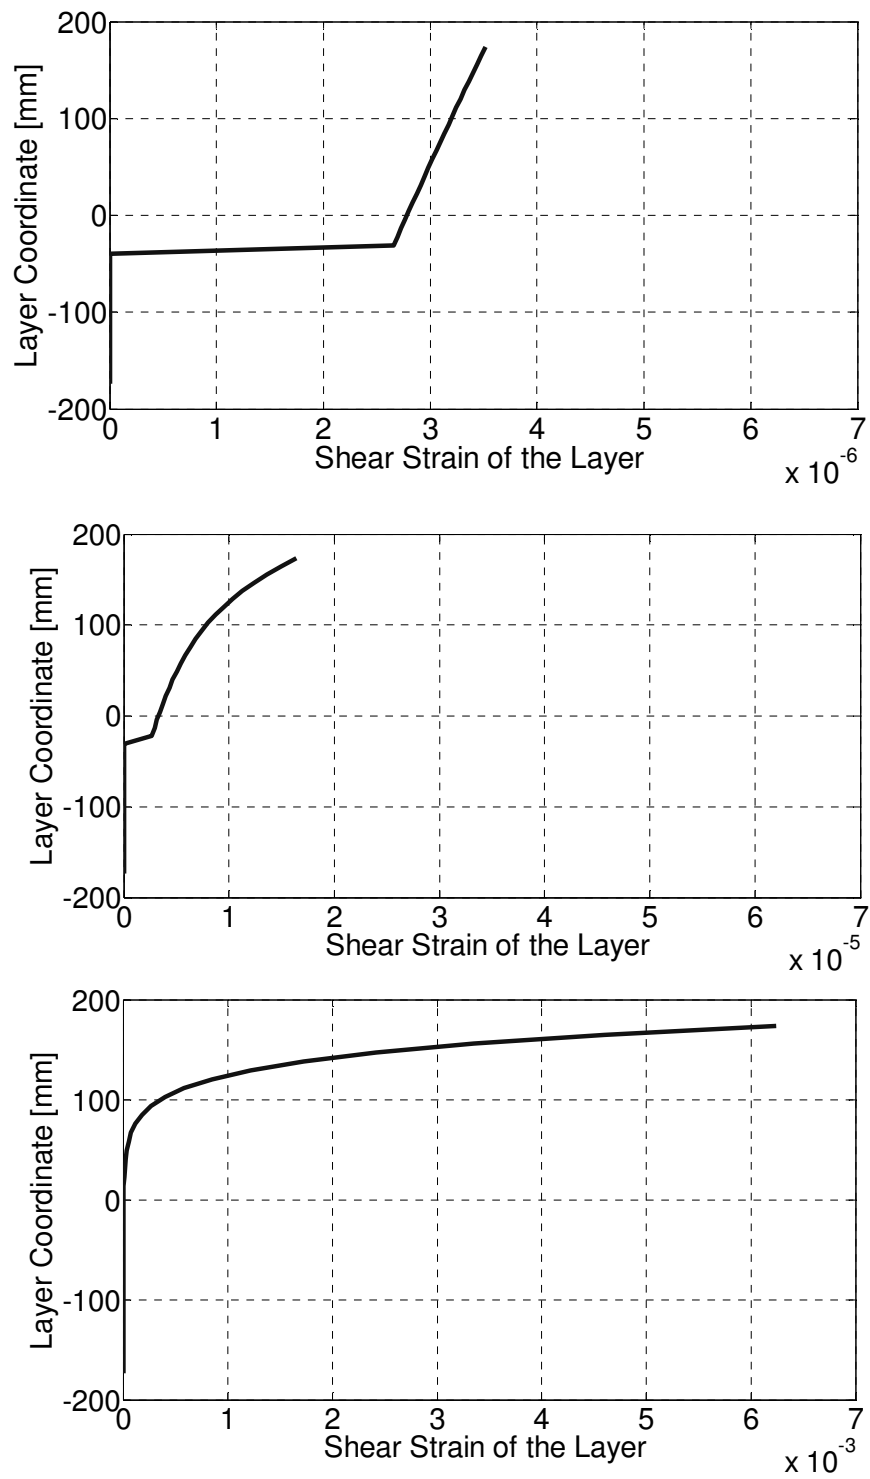 200
100
0
-100
-200
Layer Coordinate [mm]
0 1 2 3 4 5 6 7
Shear Strain of the Layer
x 10-6
200
100
0
-100
-200
Layer Coordinate [mm]
0 1 2 3 4 5 6 7
Shear Strain of the Layer
x 10-5
200
100
0
-100
-200
Layer Coordinate [mm]
0 1 2 3 4 5 6 7
Shear Strain of the Layer
x 10-3